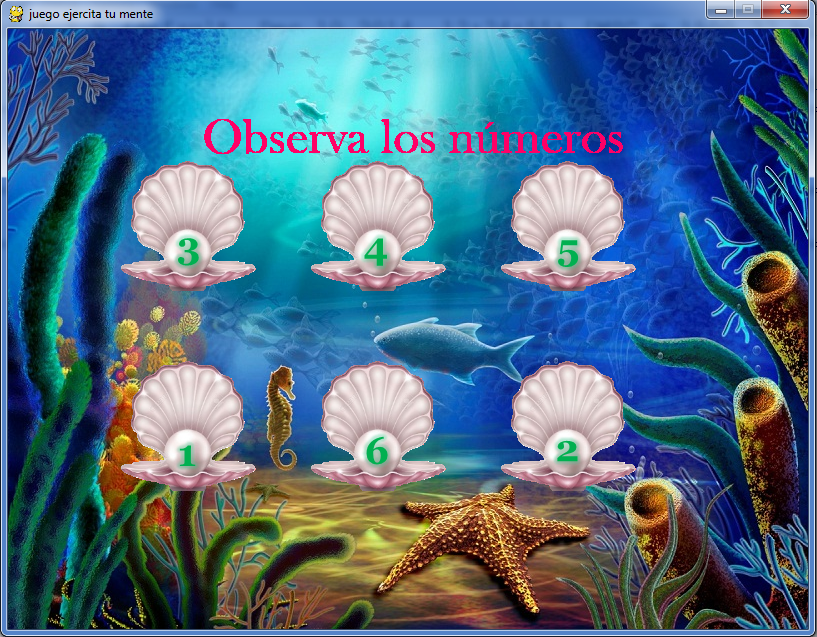 juego ejercita tu mente
Observa los números
3 4 5
1 6 2